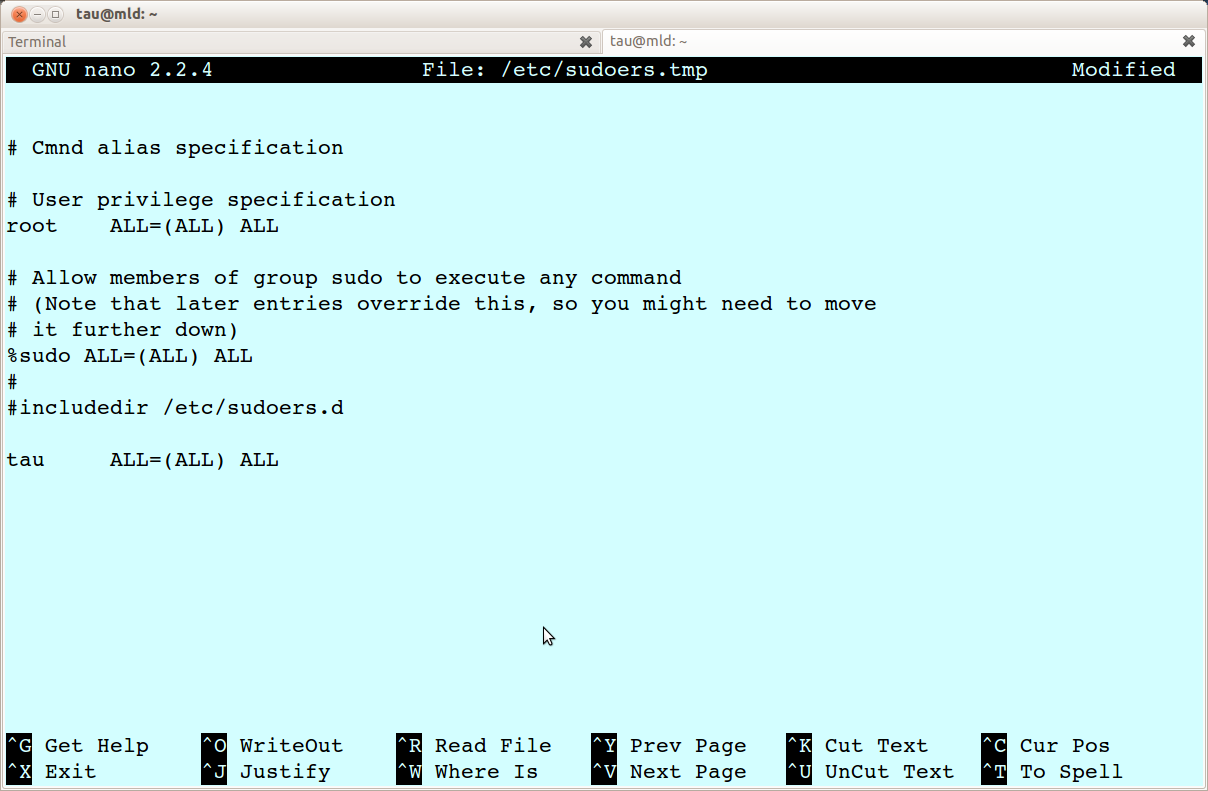 tau@mld: ~
Terminal
tau@mld: ~
GNU nano 2.2.4 File: /etc/sudoers.tmp Modified
# Cmnd alias specification
# User privilege specification
root    ALL=(ALL) ALL
# Allow members of group sudo to execute any command
# (Note that later entries override this, so you might need to move
# it further down)
%sudo ALL=(ALL) ALL
#
#includedir /etc/sudoers.d
tau     ALL=(ALL) ALL
^G Get Help ^O WriteOut ^R Read File ^Y Prev Page ^K Cut Text ^C Cur Pos
^X Exit ^J Justify ^W Where Is ^V Next Page ^U UnCut Text ^T To Spell